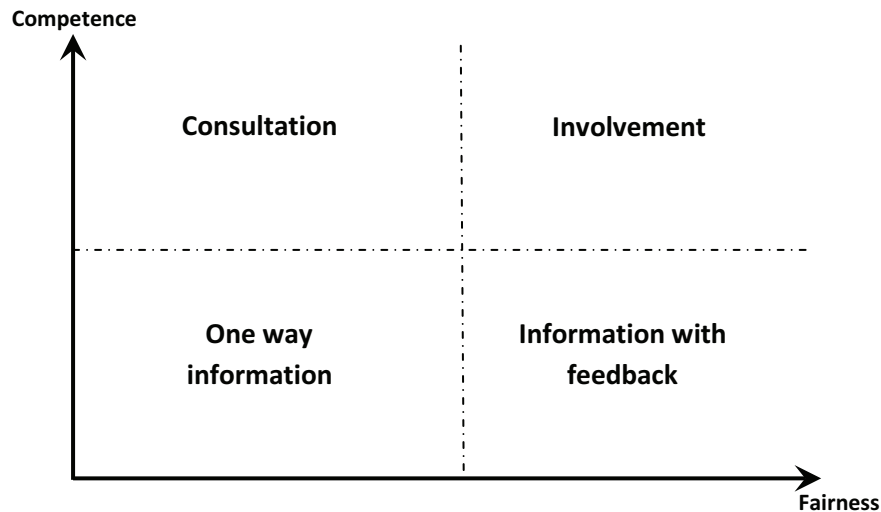 Competence
Consultation
Involvement
One way
information
Information with
feedback
Fairness